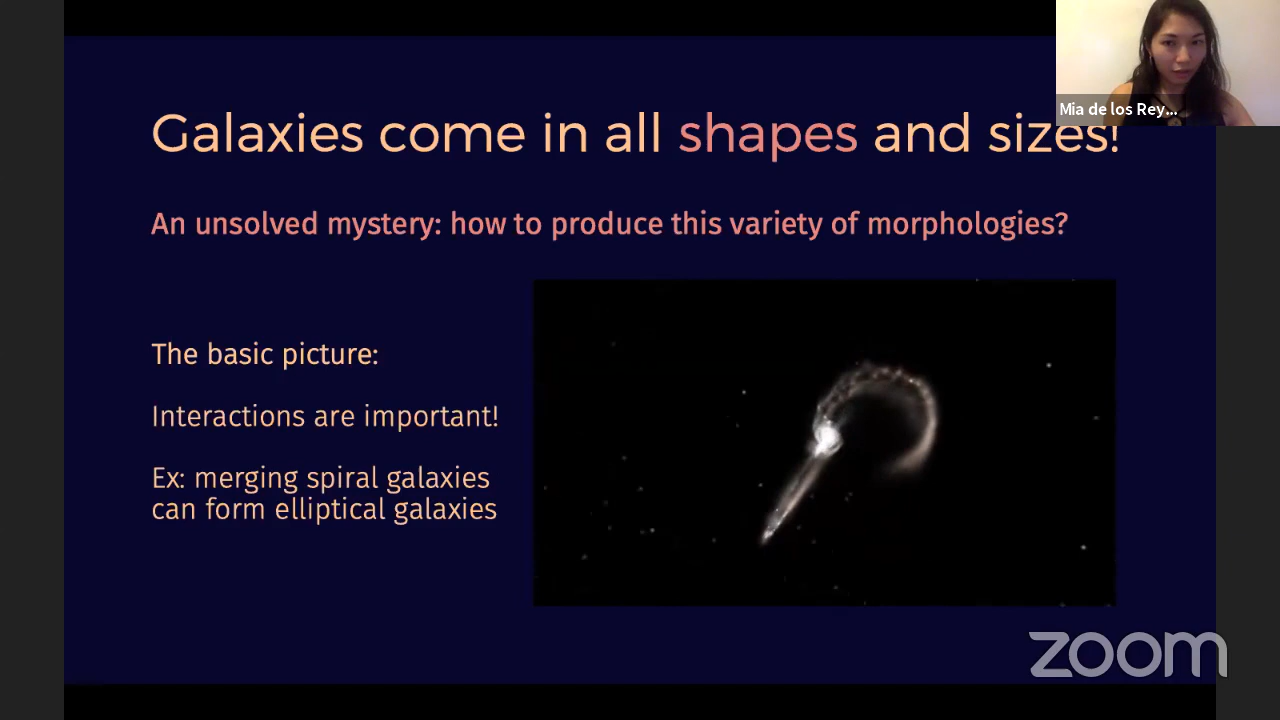 Mia de los Rey...
Galaxies come in all shapes and sizes!
An unsolved mystery: how to produce this variety of morphologies?
The basic picture:
Interactions are important!
Ex: merging spiral galaxies
can form elliptical galaxies
zoom